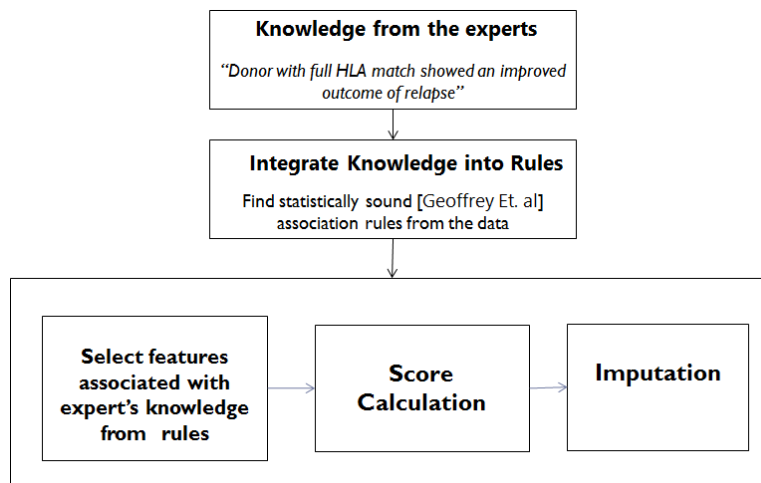 Knowledge from the experts
“Donor with full HLA match showed an improved
outcome of relapse”
Integrate Knowledge into Rules
Find statistically sound [Geoffrey Et. al]
association rules from the data
Select features
associated with
expert’s knowledge
from rules
Score
Calculation
Imputation